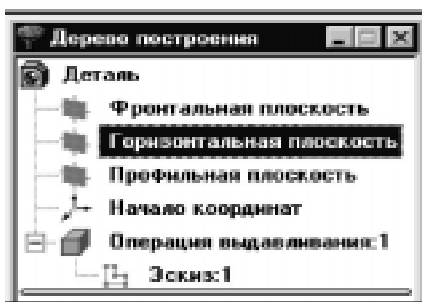 Дерево построения
Деталь
Фронтальная плоскость
Горизонтальная плоскость
Профильная плоскость
Начало координат
Операция выдавливания:1
Эскиз:1